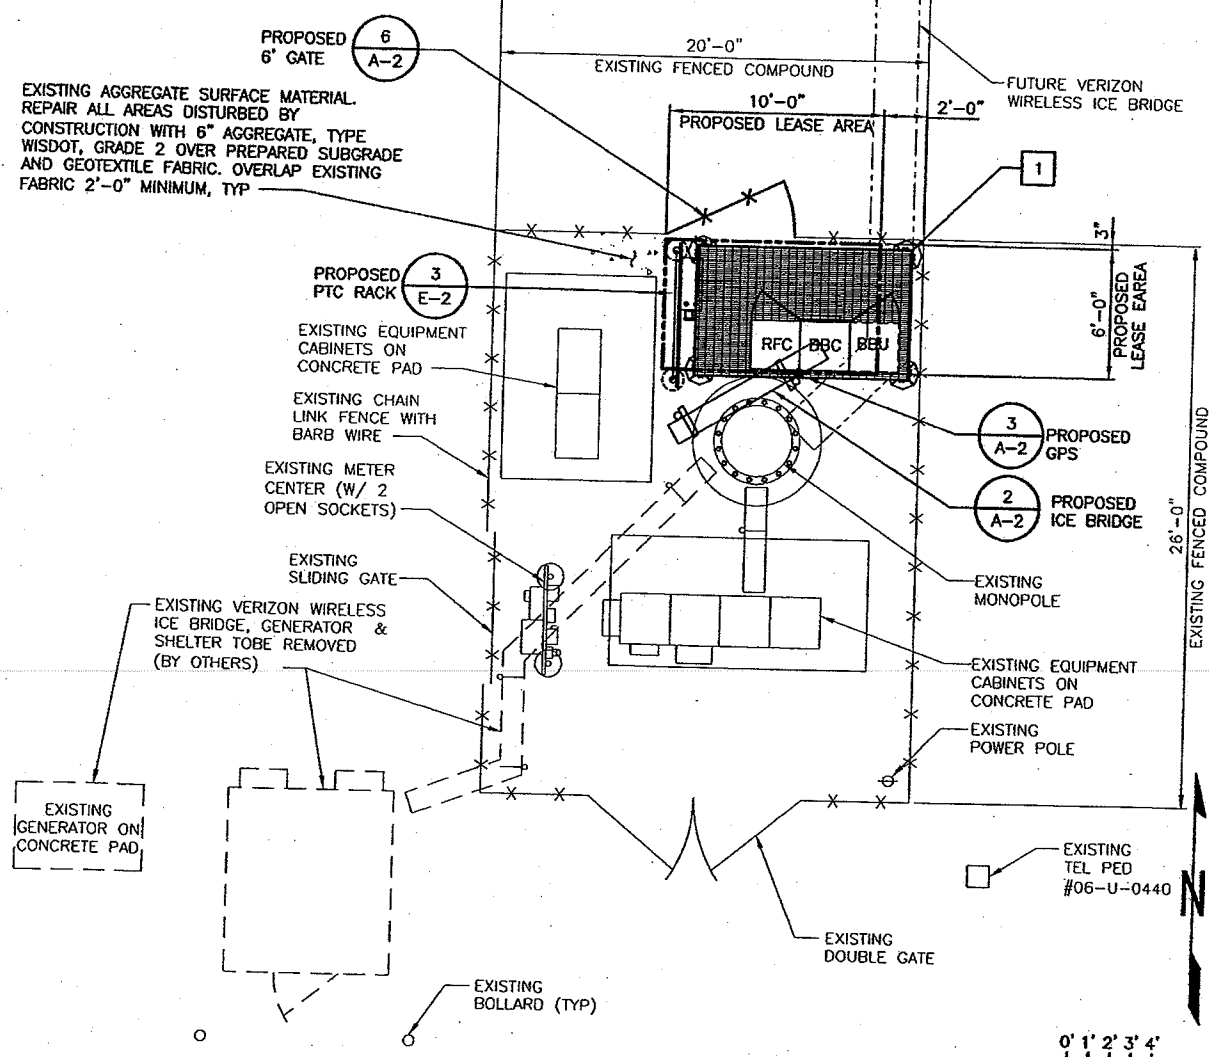 PROPOSED
6' GATE
6
A-2
20'-0"
EXISTING FENCED COMPOUND
FUTURE VERIZON
WIRELESS ICE BRIDGE
10'-0"
PROPOSED LEASE AREA
2'-0"
EXISTING AGGREGATE SURFACE MATERIAL.
REPAIR ALL AREAS DISTURBED BY
CONSTRUCTION WITH 6" AGGREGATE, TYPE
WISDOT, GRADE 2 OVER PREPARED SUBGRADE
AND GEOTEXTILE FABRIC. OVERLAP EXISTING
FABRIC 2'-0" MINIMUM, TYP
1
3"
6'-0"
PROPOSED
LEASE EAREA
PROPOSED
PTC RACK
3
E-2
EXISTING EQUIPMENT
CABINETS ON
CONCRETE PAD
RFC
BBC
BBU
EXISTING CHAIN
LINK FENCE WITH
BARB WIRE
3
A-2
PROPOSED
GPS
EXISTING METER
CENTER (W/ 2
OPEN SOCKETS)
2
A-2
PROPOSED
ICE BRIDGE
26'-0"
EXISTING FENCED COMPOUND
EXISTING
SLIDING GATE
EXISTING
MONOPOLE
EXISTING VERIZON WIRELESS
ICE BRIDGE, GENERATOR &
SHELTER TOBE REMOVED
(BY OTHERS)
EXISTING EQUIPMENT
CABINETS ON
CONCRETE PAD
EXISTING
POWER POLE
EXISTING
GENERATOR ON
CONCRETE PAD
EXISTING
TEL PED
#06-U-0440
N
EXISTING
DOUBLE GATE
EXISTING
BOLLARD (TYP)
0' 1' 2' 3' 4'